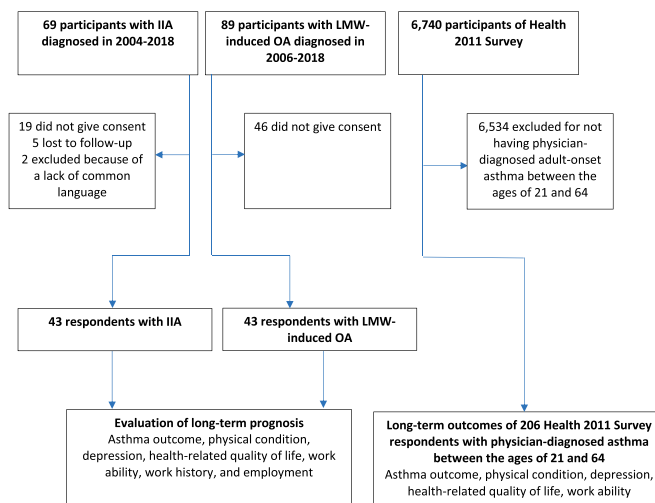 69 participants with IIA
diagnosed in 2004-2018
89 participants with LMW-
induced OA diagnosed in
2006-2018
6,740 participants of Health
2011 Survey
19 did not give consent
5 lost to follow-up
2 excluded because of
a lack of common
language
46 did not give consent
6,534 excluded for not
having physician-
diagnosed adult-onset
asthma between the
ages of 21 and 64
43 respondents with IIA
43 respondents with LMW-
induced OA
Evaluation of long-term prognosis
Asthma outcome, physical condition,
depression, health-related quality of life, work
ability, work history, and employment
Long-term outcomes of 206 Health 2011 Survey
respondents with physician-diagnosed asthma
between the ages of 21 and 64
Asthma outcome, physical condition, depression,
health-related quality of life, work ability